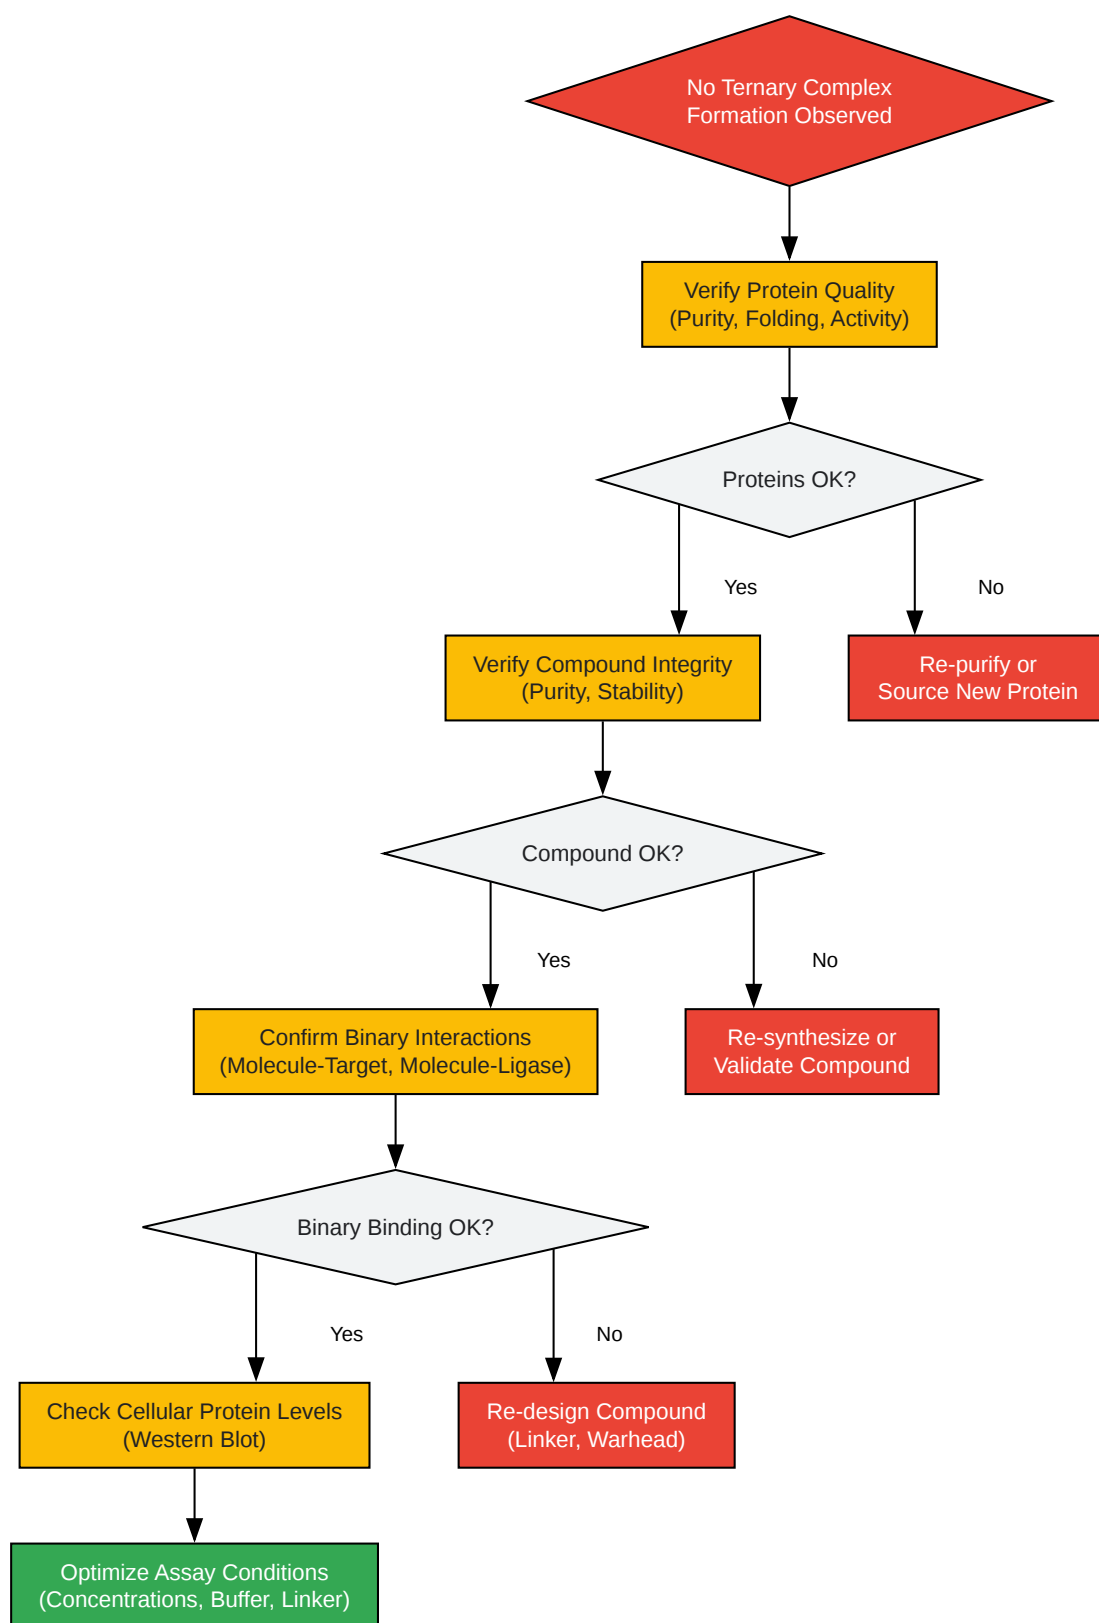 No Ternary Complex
Formation Observed
Verify Protein Quality
(Purity, Folding, Activity)
Proteins OK?
Yes
No
Verify Compound Integrity
(Purity, Stability)
Re-purify or
Source New Protein
Compound OK?
Yes
No
Confirm Binary Interactions
(Molecule-Target, Molecule-Ligase)
Re-synthesize or
Validate Compound
Binary Binding OK?
Yes
No
Check Cellular Protein Levels
(Western Blot)
Re-design Compound
(Linker, Warhead)
Optimize Assay Conditions
(Concentrations, Buffer, Linker)